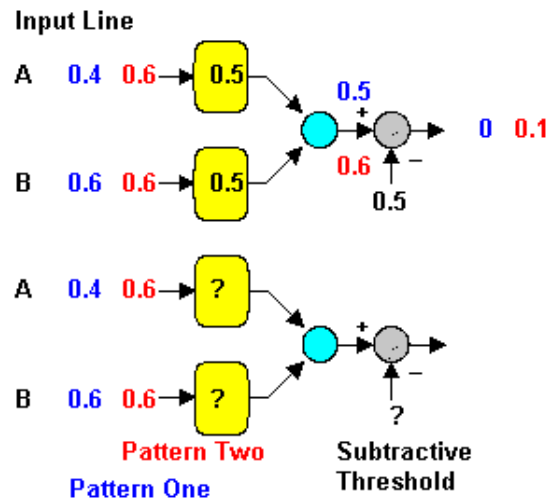 Input Line
A 0.4 0.6 0.5
0.5
+
0 0.1
0.6
−
B 0.6 0.6 0.5
0.5
A 0.4 0.6 ?
+
−
B 0.6 0.6 ?
?
Pattern Two
Subtractive
Threshold
Pattern One